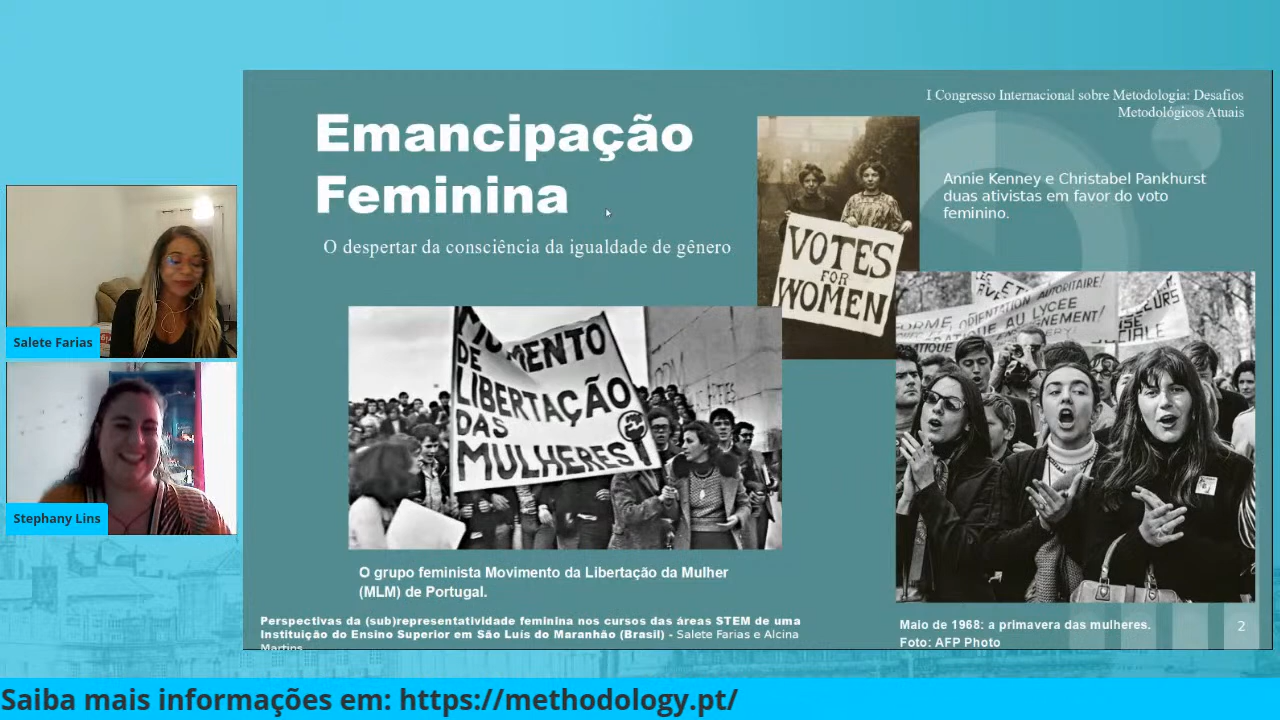 I Congresso Internacional sobre Metodologia: Desafios
Metodológicos Atuais
Emancipação
Feminina
O despertar da consciência da igualdade de gênero
Annie Kenney e Christabel Pankhurst
duas ativistas em favor do voto
feminino.
VOTES
FOR
WOMEN
DE
LIBERTAÇÃO
DAS
MULHERES
AUTORITAIRE!
ORIENTATION
AU LYCEE
O grupo feminista Movimento da Libertação da Mulher
(MLM) de Portugal.
Perspectivas da (sub)representatividade feminina nos cursos das áreas STEM de uma
Instituição do Ensino Superior em São Luís do Maranhão (Brasil) - Salete Farias e Alcina
Martins
Maio de 1968: a primavera das mulheres.
Foto: AFP Photo
2
Salete Farias
Stephany Lins
Saiba mais informações em: https://methodology.pt/